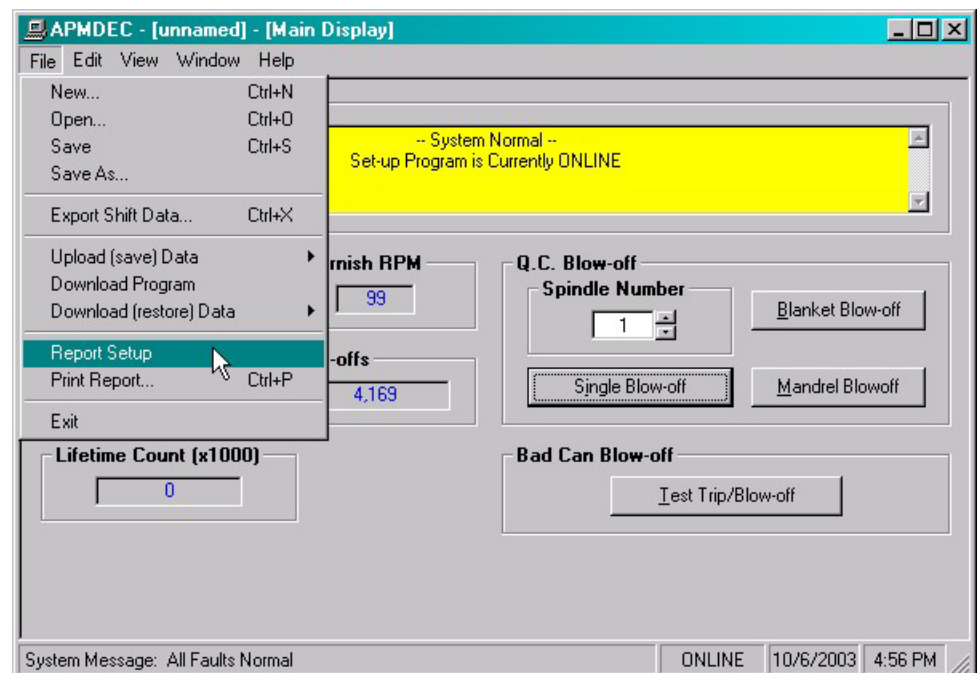 APMDEC - [unnamed] - [Main Display]
File Edit View Window Help
New... Ctrl+N
Open... Ctrl+O
Save Ctrl+S
Save As...
Export Shift Data... Ctrl+X
Upload (save) Data
Download Program
Download (restore) Data
Report Setup
Print Report... Ctrl+P
Exit
-- System Normal --
Set-up Program is Currently ONLINE
rnish RPM
99
-offs
4,169
Lifetime Count (x1000)
0
Q.C. Blow-off
Spindle Number
1
Blanket Blow-off
Single Blow-off
Mandrel Blowoff
Bad Can Blow-off
Test Trip/Blow-off
System Message: All Faults Normal ONLINE 10/6/2003 4:56 PM